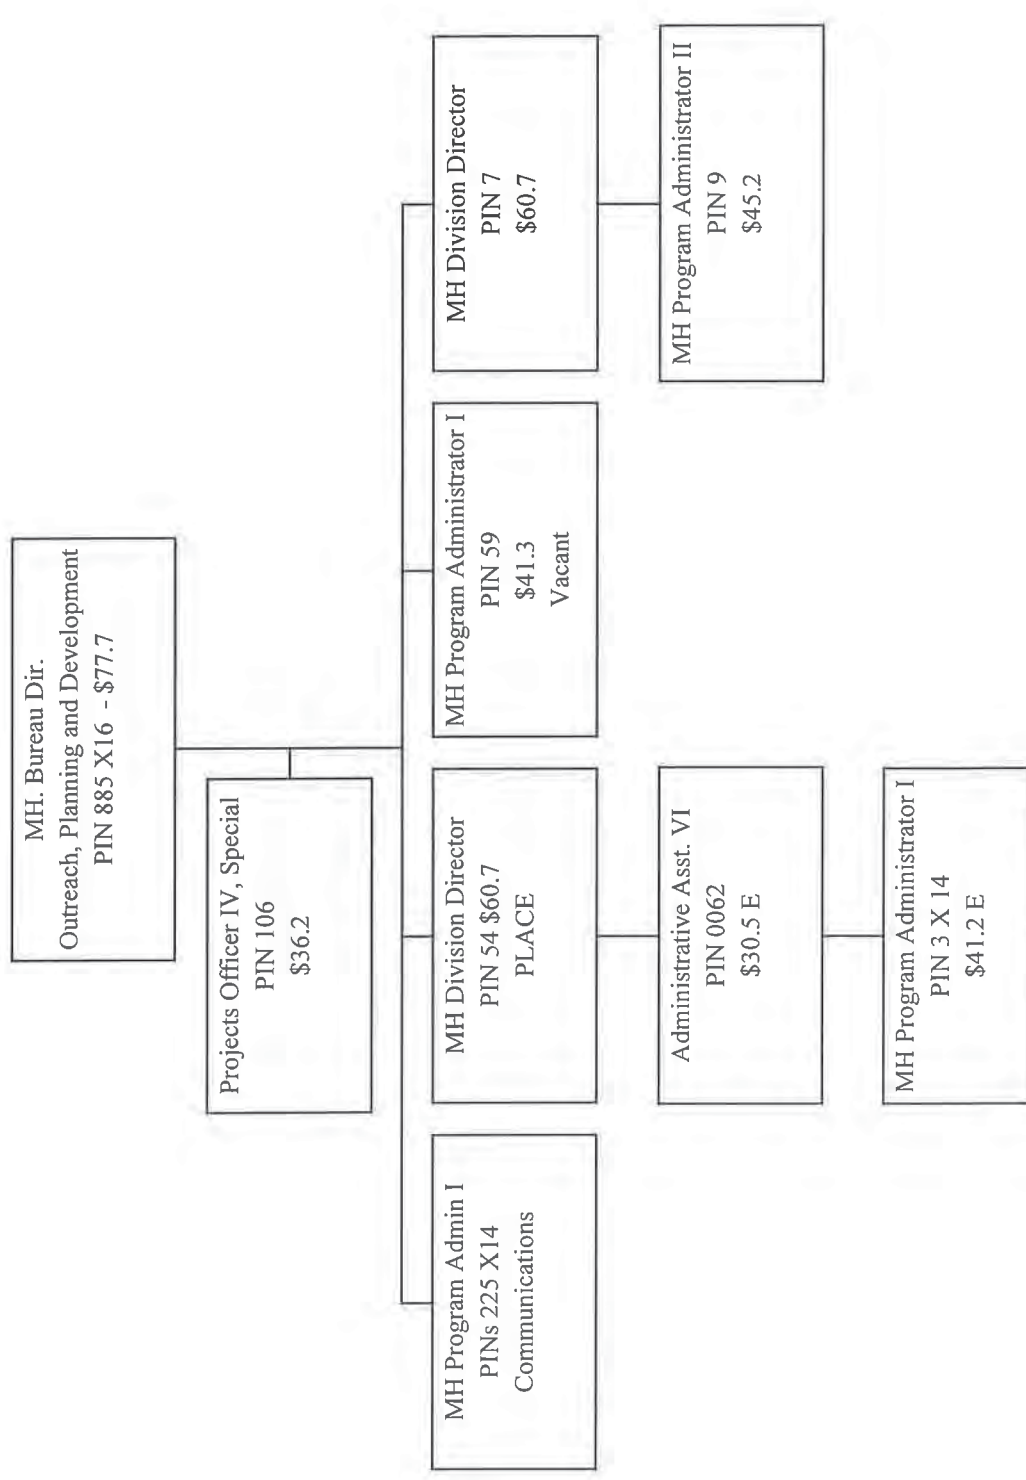 MH. Bureau Dir.
Outreach, Planning and Development
PIN 885 X16 - $77.7
Projects Officer IV, Special
PIN 106
$36.2
MH Program Admin I
PINs 225 X14
Communications
MH Division Director
PIN 54 $60.7
PLACE
MH Program Administrator I
PIN 59
$41.3
Vacant
MH Division Director
PIN 7
$60.7
Administrative Asst. VI
PIN 0062
$30.5 E
MH Program Administrator II
PIN 9
$45.2
MH Program Administrator I
PIN 3 X 14
$41.2 E